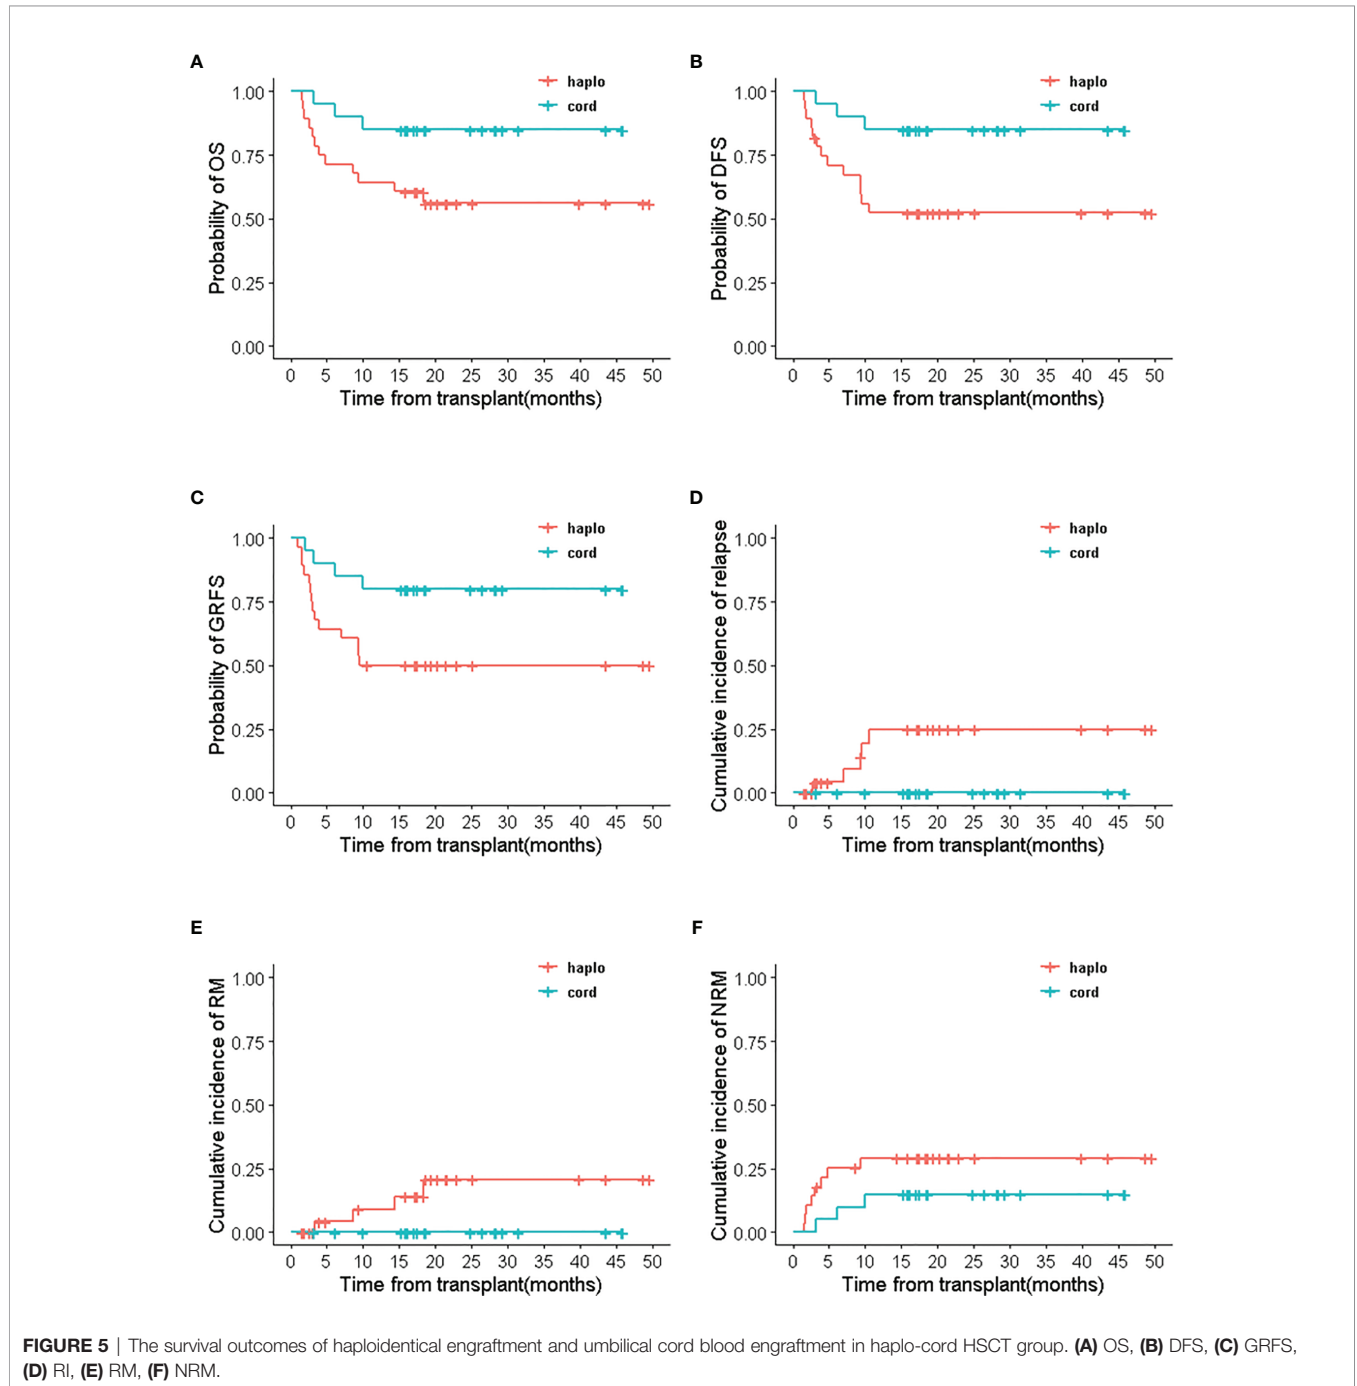 A
haplo
cord
1.00
0.75
0.50
0.25
0.00
Probability of OS
0 5 10 15 20 25 30 35 40 45 50
Time from transplant(months)
B
haplo
cord
1.00
0.75
0.50
0.25
0.00
Probability of DFS
0 5 10 15 20 25 30 35 40 45 50
Time from transplant(months)
C
haplo
cord
1.00
0.75
0.50
0.25
0.00
Probability of GRFS
0 5 10 15 20 25 30 35 40 45 50
Time from transplant(months)
D
haplo
cord
1.00
0.75
0.50
0.25
0.00
Cumulative incidence of relapse
0 5 10 15 20 25 30 35 40 45 50
Time from transplant(months)
E
haplo
cord
1.00
0.75
0.50
0.25
0.00
Cumulative incidence of RM
0 5 10 15 20 25 30 35 40 45 50
Time from transplant(months)
F
haplo
cord
1.00
0.75
0.50
0.25
0.00
Cumulative incidence of NRM
0 5 10 15 20 25 30 35 40 45 50
Time from transplant(months)
FIGURE 5 | The survival outcomes of haploidentical engraftment and umbilical cord blood engraftment in haplo-cord HSCT group. (A) OS, (B) DFS, (C) GRFS,
(D) RI, (E) RM, (F) NRM.